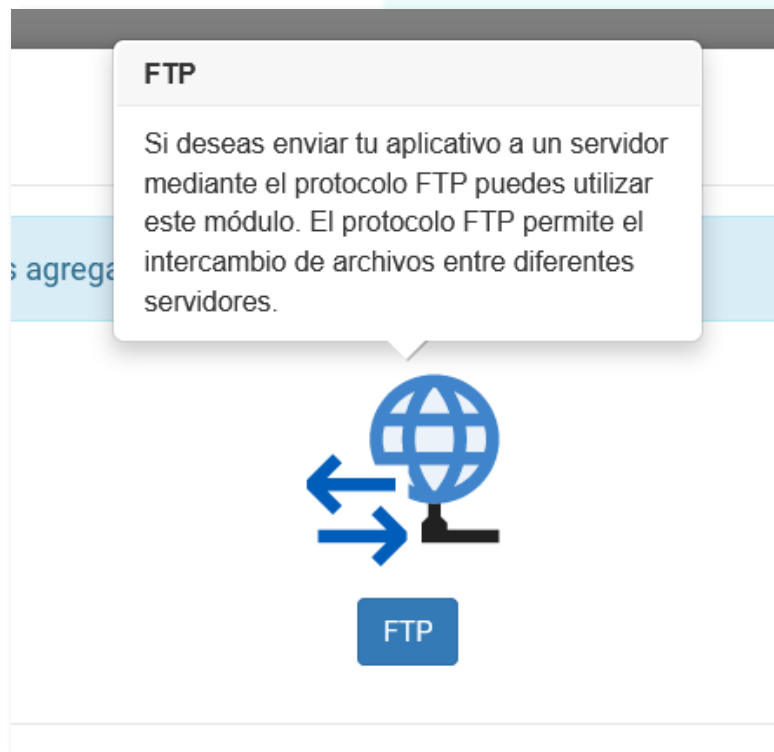 FTP
Si deseas enviar tu aplicativo a un servidor
mediante el protocolo FTP puedes utilizar
este módulo. El protocolo FTP permite el
intercambio de archivos entre diferentes
servidores.
FTP